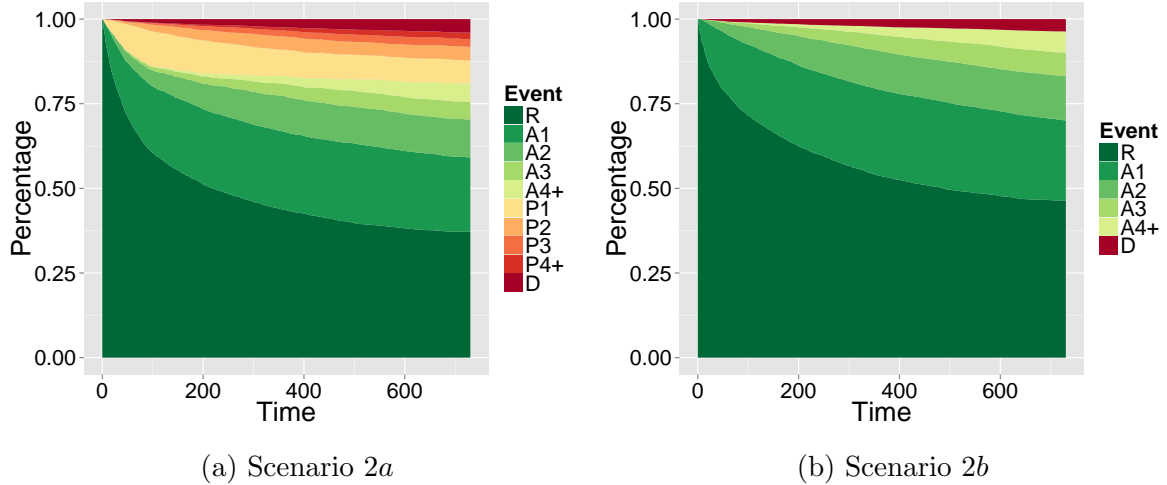 1.00
0.75
0.50
0.25
0.00
Percentage
0
200
400
600
Time
Event
R
A1
A2
A3
A4+
P1
P2
P3
P4+
D
(a) Scenario 2a
1.00
0.75
0.50
0.25
0.00
Percentage
0
200
400
600
Time
Event
R
A1
A2
A3
A4+
D
(b) Scenario 2b